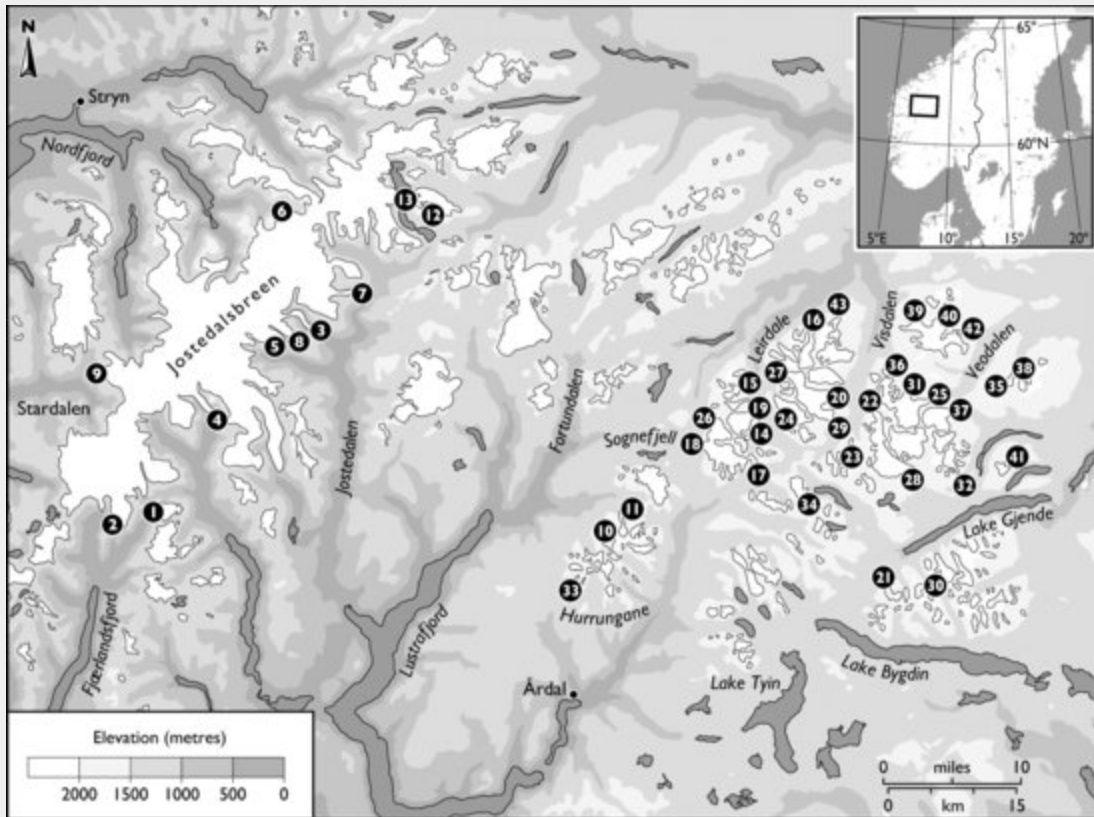 N
Stryn
Nordfjord
65°
60°N
5°E
10°
15°
20°
13
12
6
Jostedalsbreen
7
3
8
5
9
Stardalen
4
Jostedalen
Fortundalen
Sognefjell
Leirdale
16
43
Visdalen
39
40
42
Veodalen
27
15
36
31
38
35
25
20
22
37
26
19
24
14
29
18
23
17
28
32
41
34
Lake Gjende
1
2
11
10
33
Hurrungane
21
30
Fjærlandsfjord
Lustrafjord
Årdal
Lake Tyin
Lake Bygdin
Elevation (metres)
2000
1500
1000
500
0
0
miles
10
0
km
15